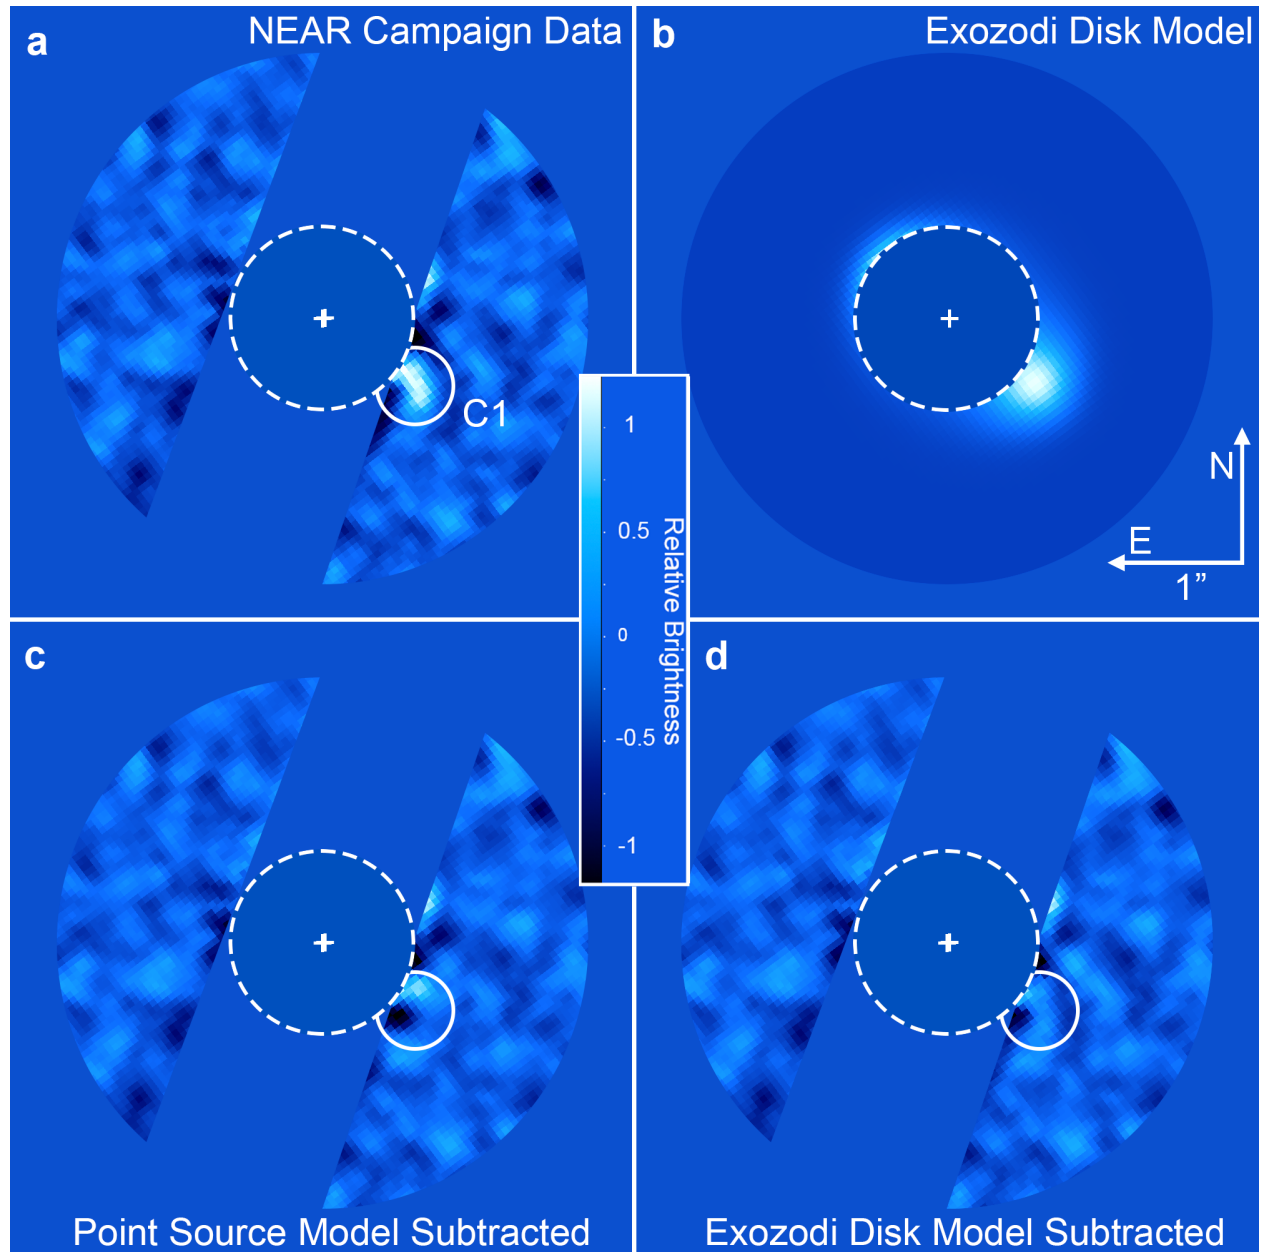 a
NEAR Campaign Data
b
Exozodi Disk Model
C1
N
E
1”
1
0.5
0
-0.5
-1
Relative Brightness
c
d
Point Source Model Subtracted
Exozodi Disk Model Subtracted